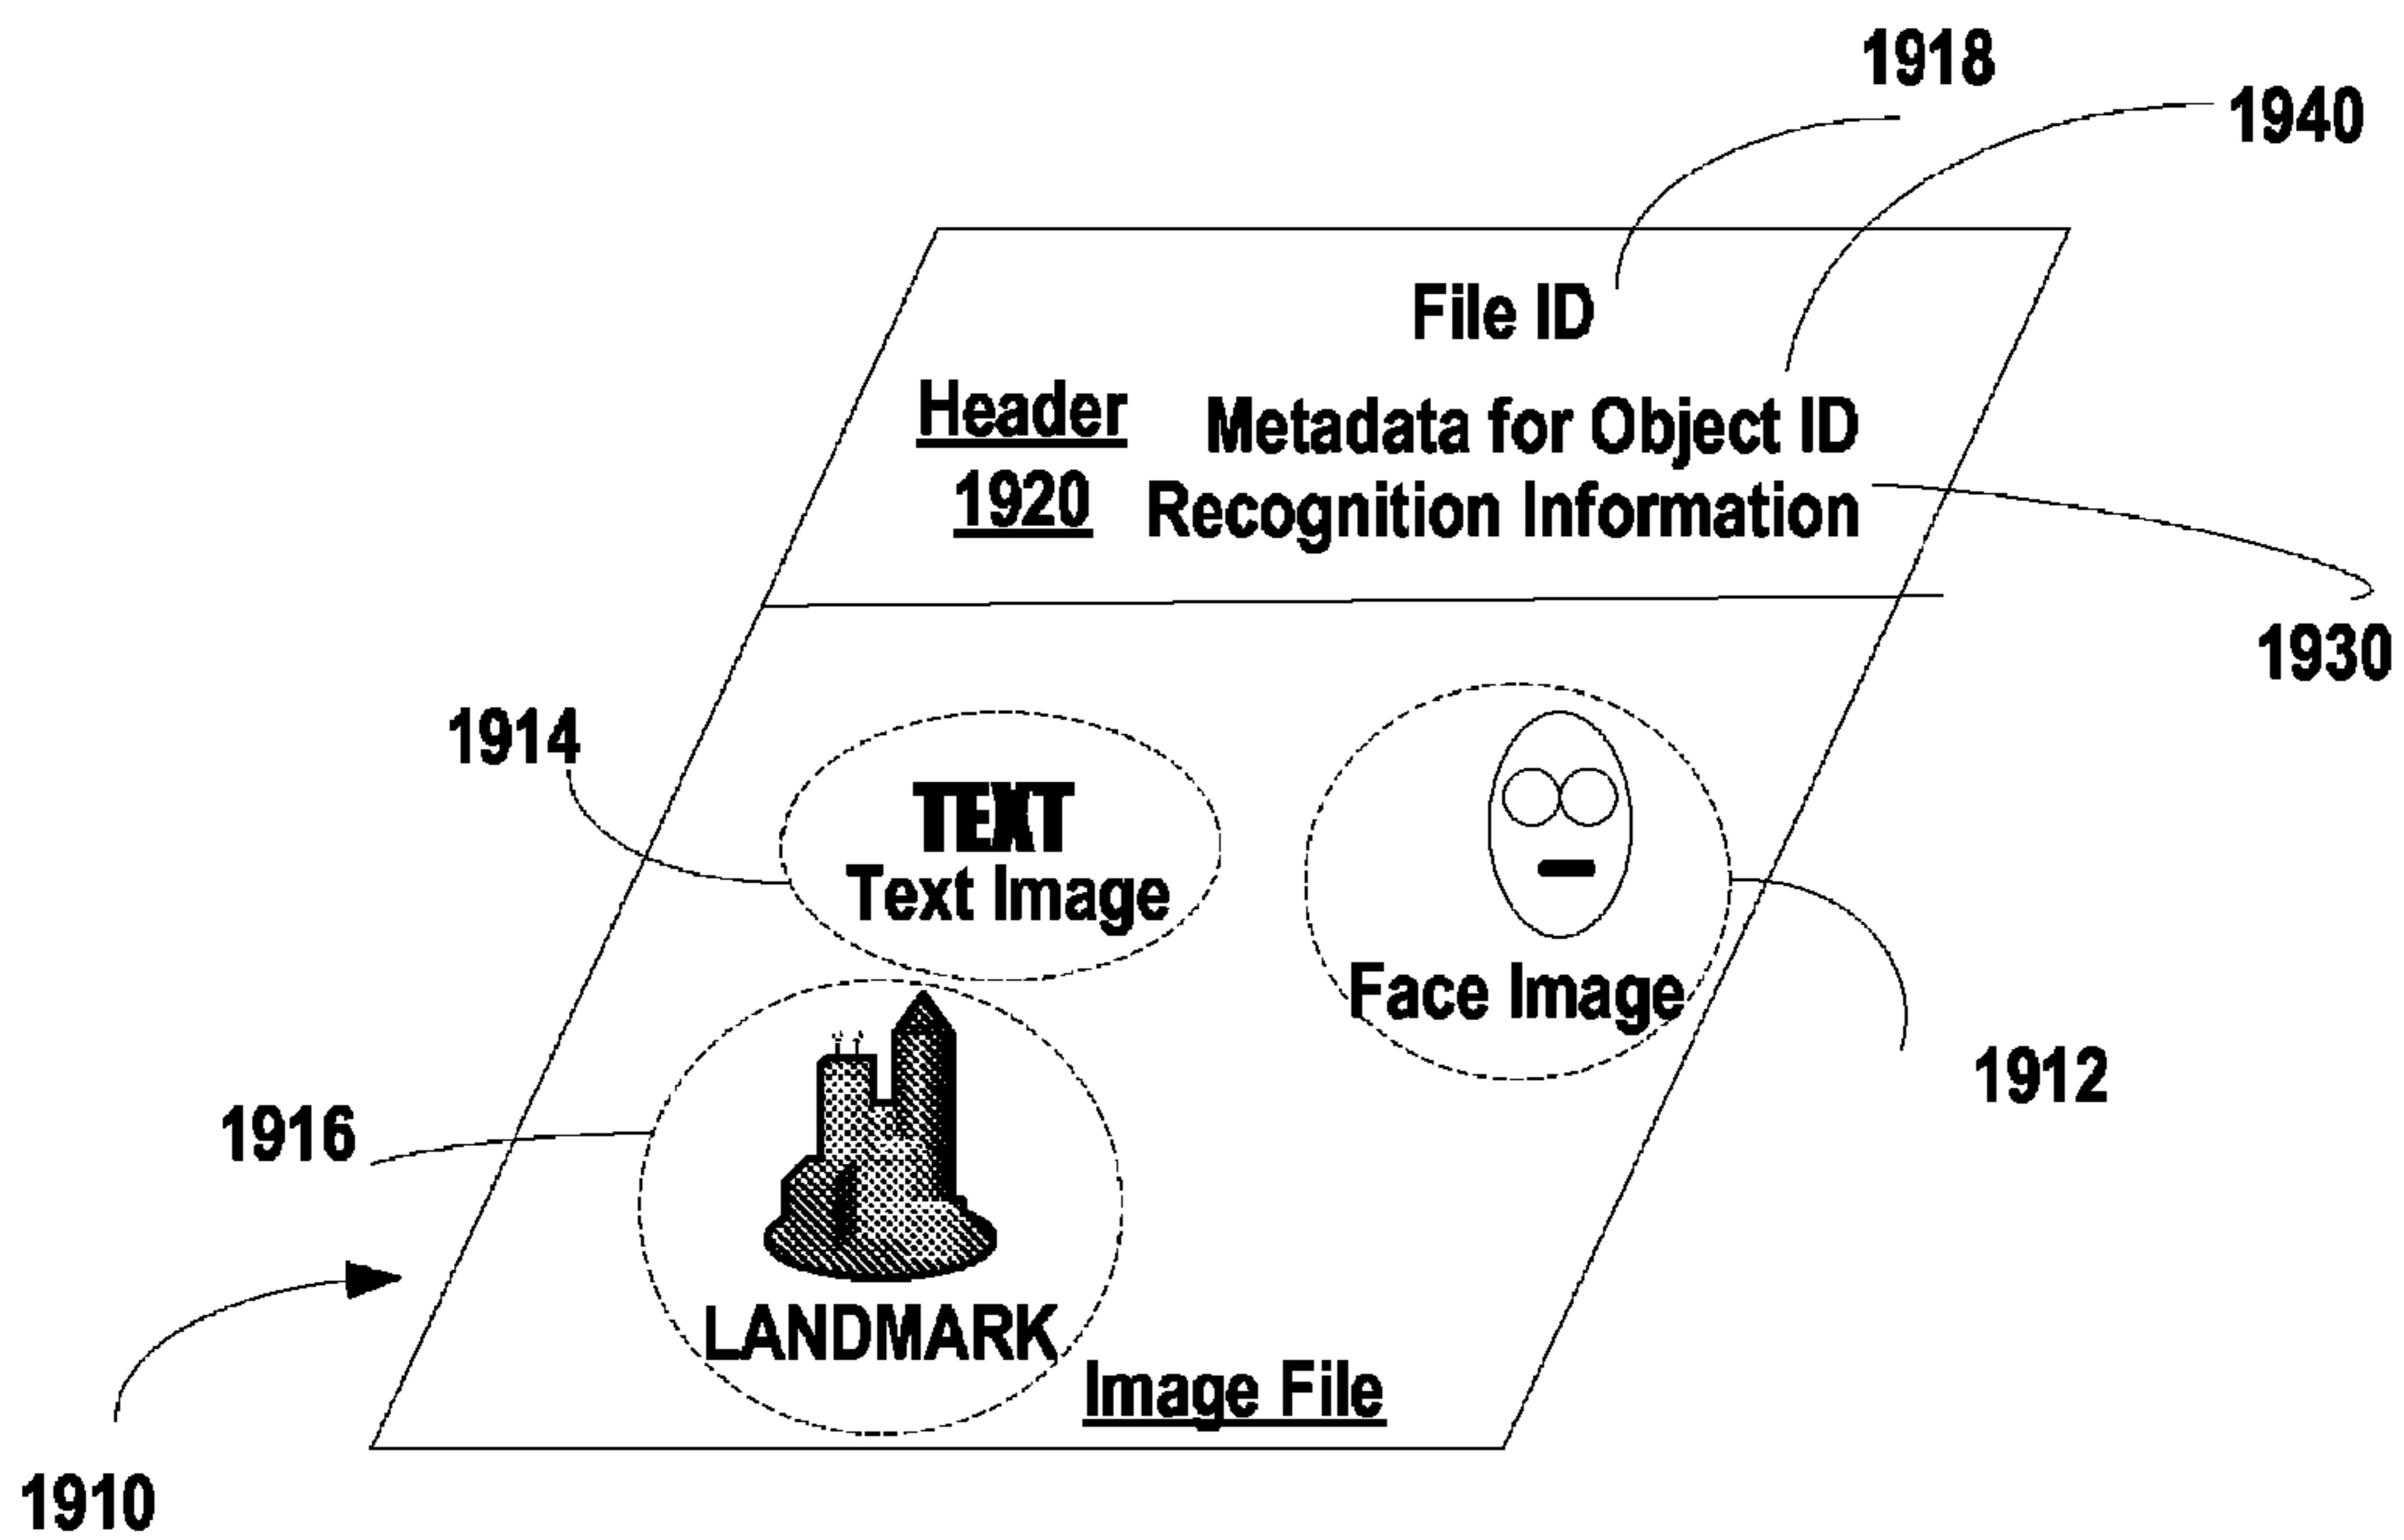 1918
1940
File ID
Header
1920
Metadata for Object ID
Recognition Information
1930
1914
TEXT
Text Image
Face Image
1912
1916
LANDMARK
Image File
1910